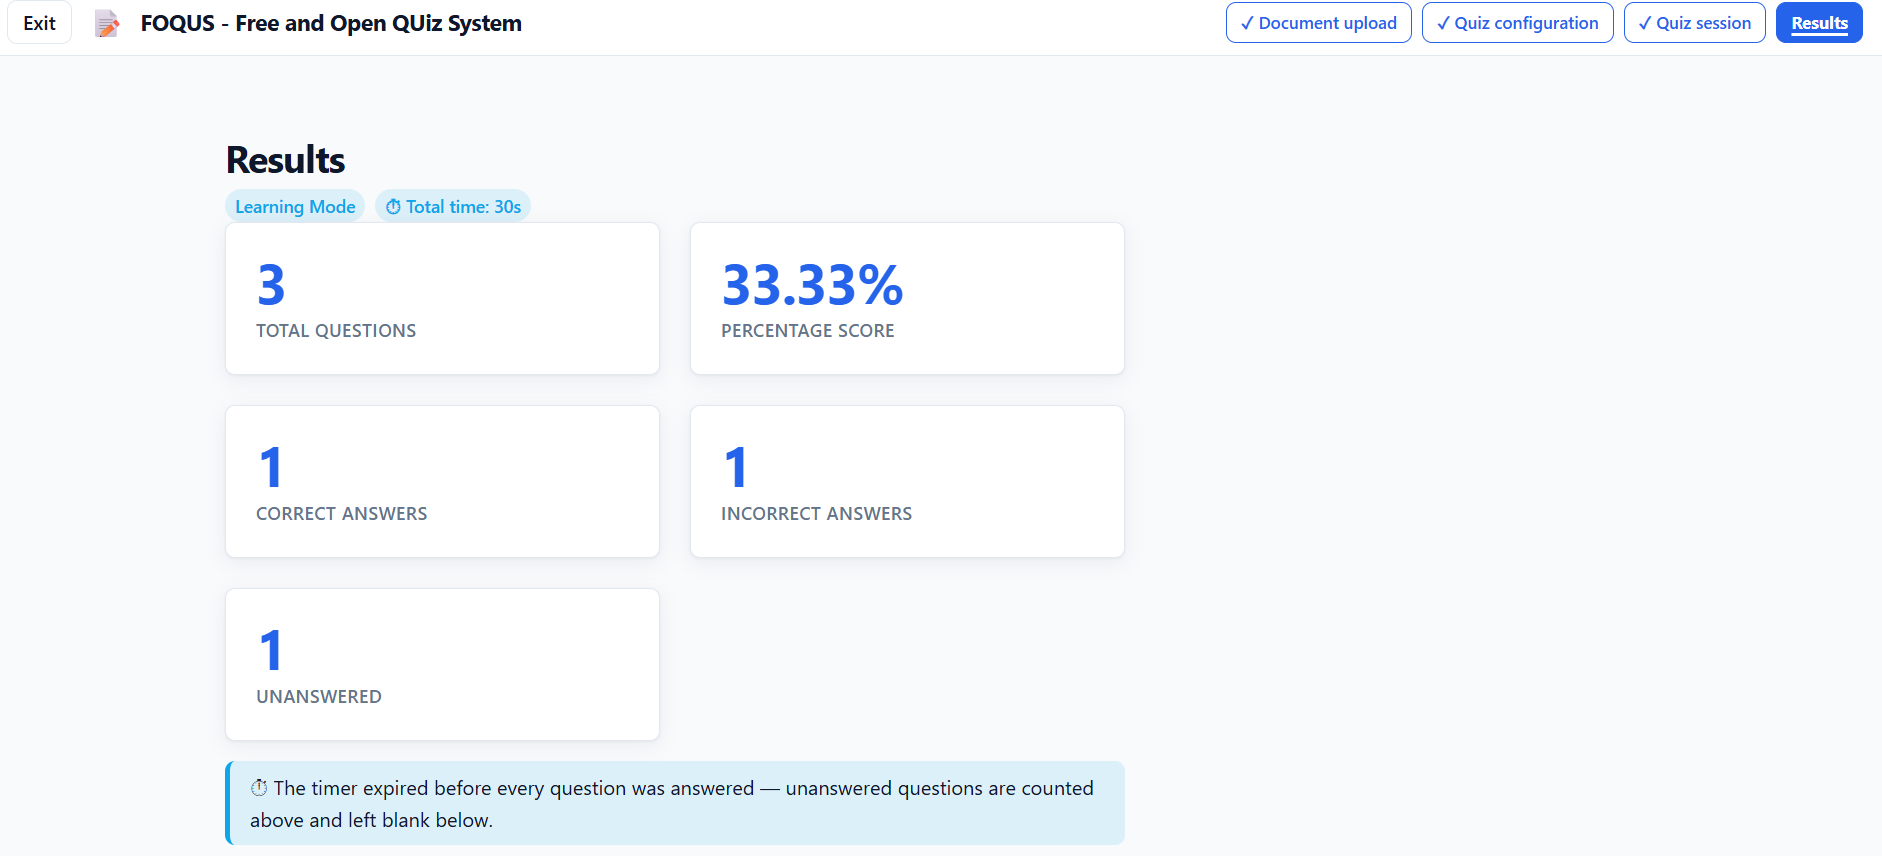 Exit
FOQUS - Free and Open QUiz System
✓ Document upload
✓ Quiz configuration
✓ Quiz session
Results
Results
Learning Mode
⏱ Total time: 30s
3
TOTAL QUESTIONS
33.33%
PERCENTAGE SCORE
1
CORRECT ANSWERS
1
INCORRECT ANSWERS
1
UNANSWERED
⏱ The timer expired before every question was answered — unanswered questions are counted
above and left blank below.